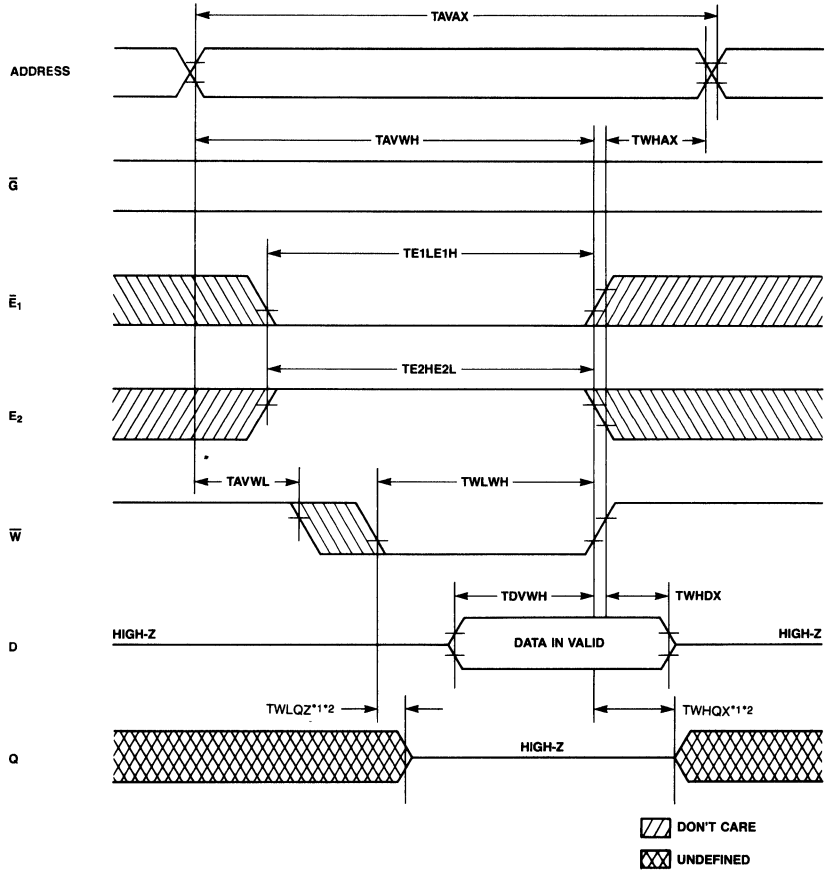 TAVAX
ADDRESS
TAVWH
TWHAX
G̅
TE1LE1H
E̅₁
TE2HE2L
E₂
TAVWL
TWLWH
W̅
TDVWH
TWHDX
HIGH-Z
DATA IN VALID
HIGH-Z
D
TWLQZ*1*2
TWHQX*1*2
HIGH-Z
Q
DON'T CARE
UNDEFINED